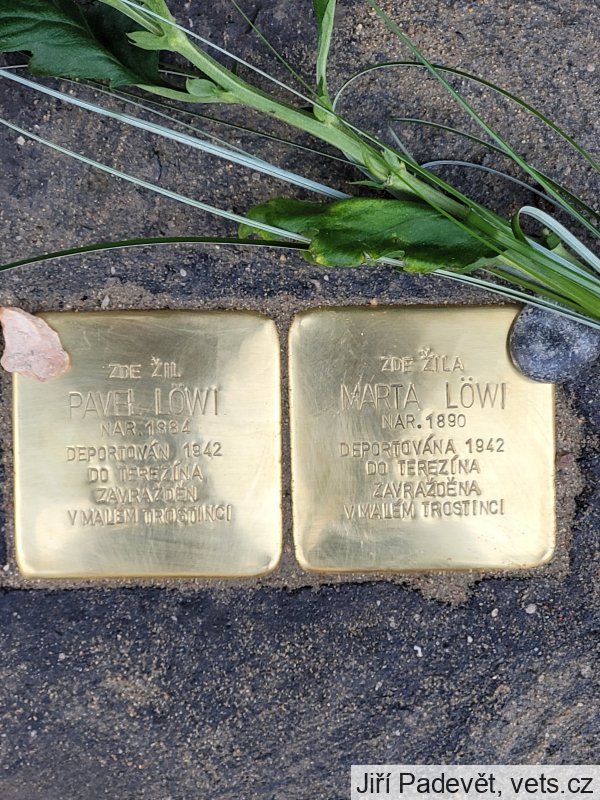 ZDE ŽIL
PAVEL LÖWI
NAR. 1884
DEPORTOVÁN 1942
DO TEREZÍNA
ZAVRAŽDĚN
V MALÉM TROSTINCI
ZDE ŽILA
MARTA LÖWI
NAR. 1890
DEPORTOVÁNA 1942
DO TEREZÍNA
ZAVRAŽDĚNA
V MALÉM TROSTINCI
Jiří Padevět, vets.cz